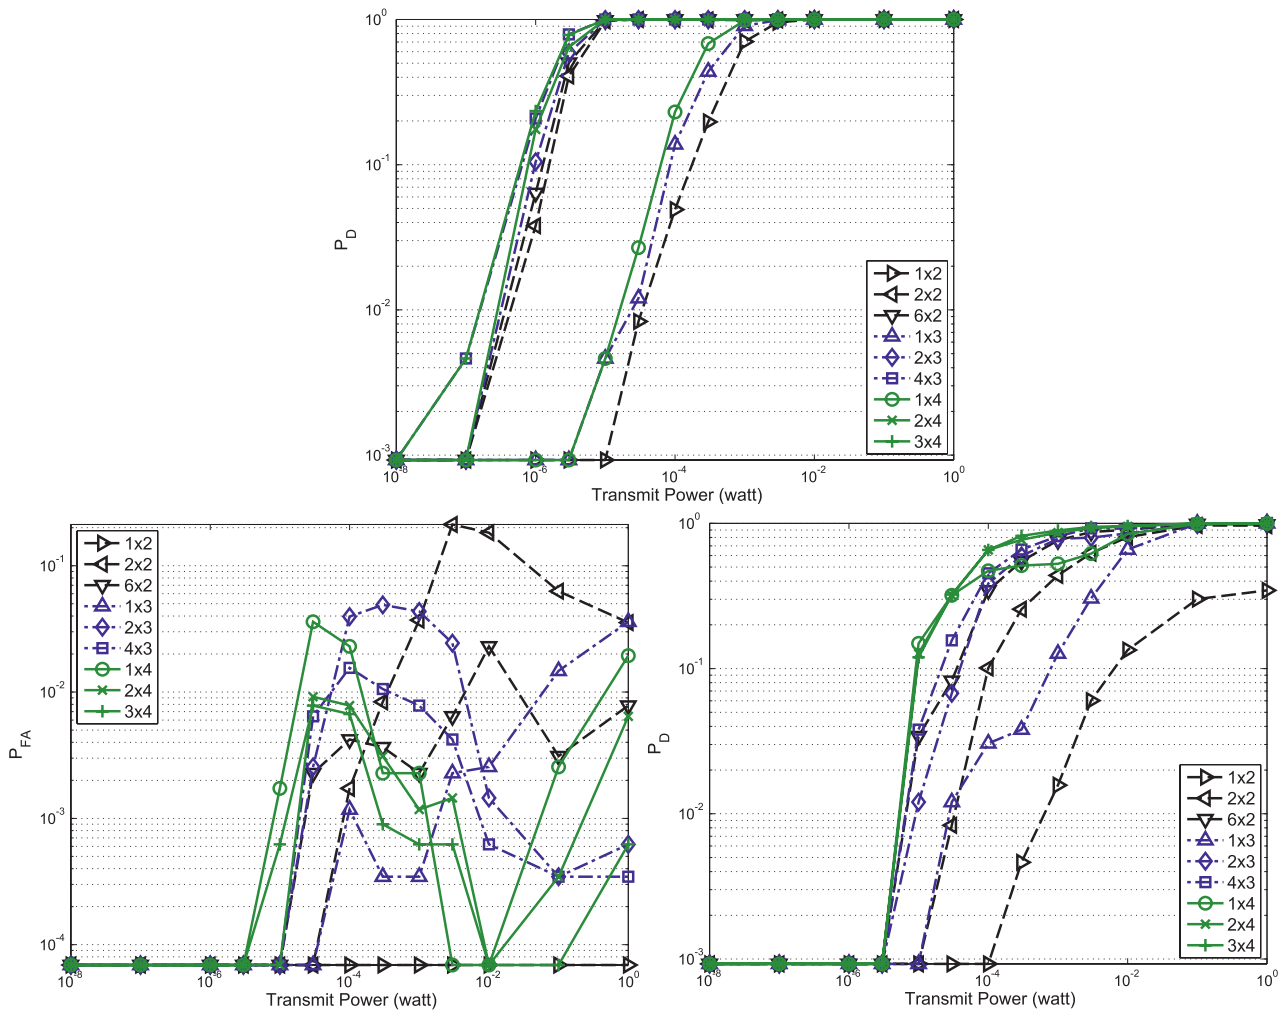 10^0
10^-1
P_D
10^-2
10^-3
1x2
2x2
6x2
1x3
2x3
4x3
1x4
2x4
3x4
10^-8 10^-6 10^-4 10^-2 10^0
Transmit Power (watt)
10^-1
10^-2
P_FA
10^-3
10^-4
1x2
2x2
6x2
1x3
2x3
4x3
1x4
2x4
3x4
10^-8 10^-6 10^-4 10^-2 10^0
Transmit Power (watt)
10^0
10^-1
P_D
10^-2
10^-3
1x2
2x2
6x2
1x3
2x3
4x3
1x4
2x4
3x4
10^-8 10^-6 10^-4 10^-2 10^0
Transmit Power (watt)